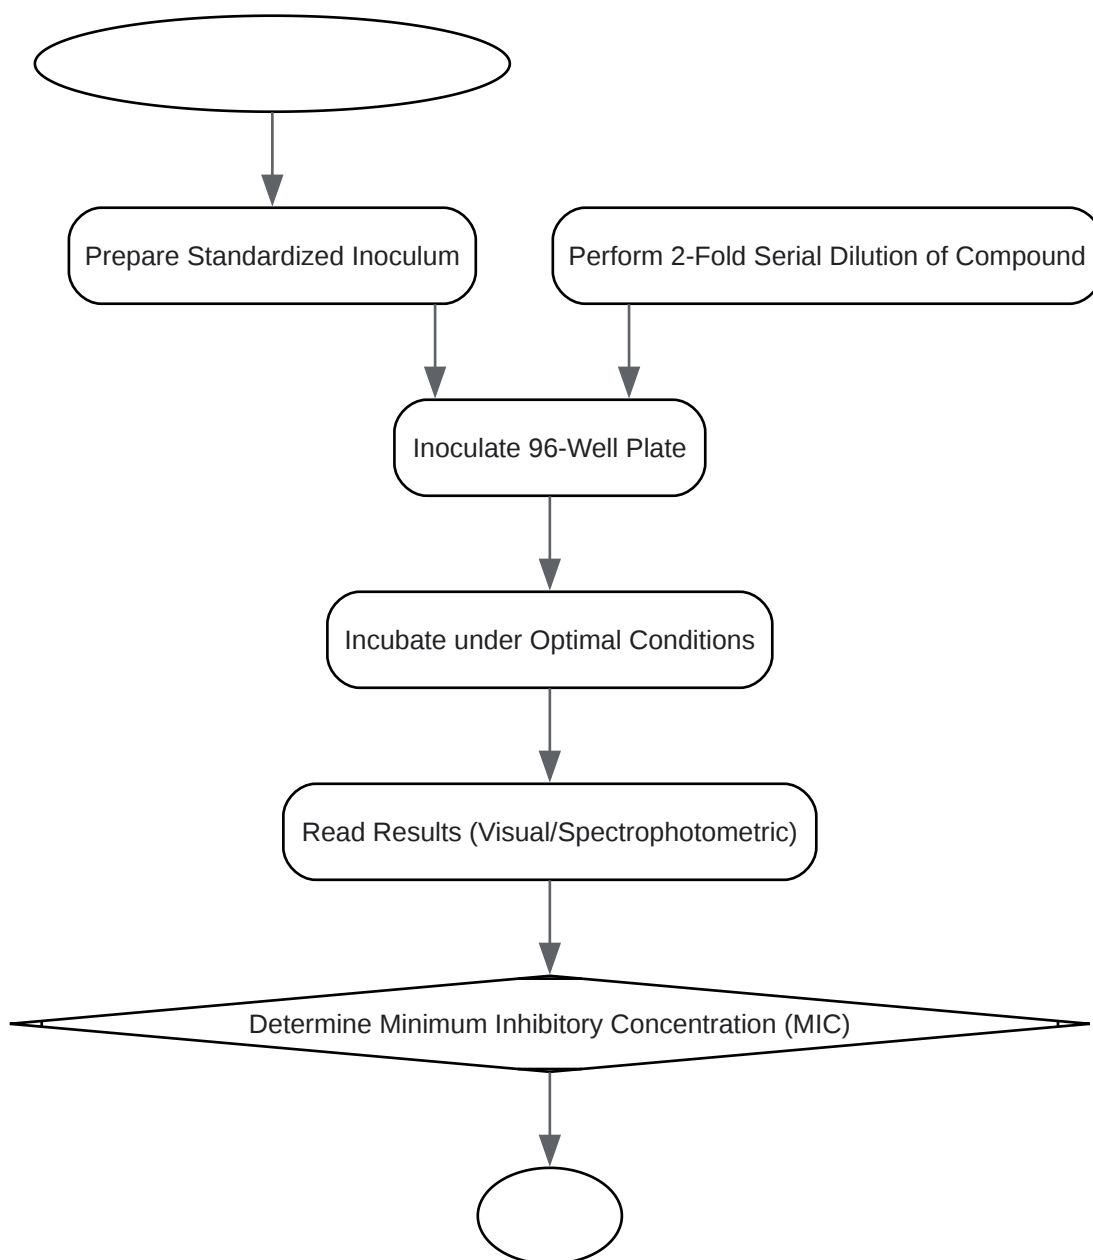 Prepare Standardized Inoculum
Perform 2-Fold Serial Dilution of Compound
Inoculate 96-Well Plate
Incubate under Optimal Conditions
Read Results (Visual/Spectrophotometric)
Determine Minimum Inhibitory Concentration (MIC)